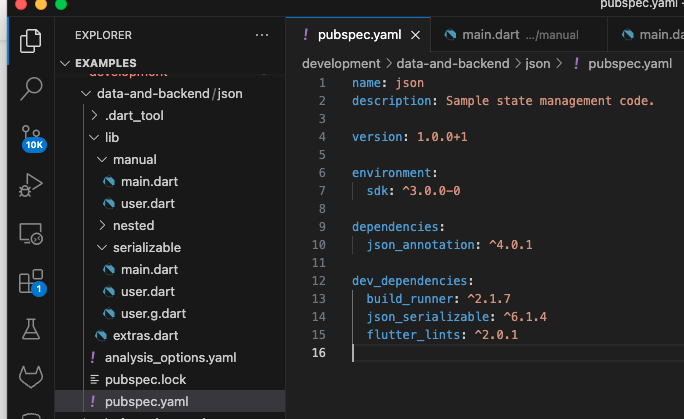 pubspec.yaml -
EXPLORER
...
EXAMPLES
development
data-and-backend/json
.dart_tool
lib
manual
main.dart
user.dart
nested
serializable
main.dart
user.dart
user.g.dart
extras.dart
! analysis_options.yaml
pubspec.lock
! pubspec.yaml
10K
1
! pubspec.yaml ×
main.dart .../manual
main.da
development > data-and-backend > json > ! pubspec.yaml
1 name: json
2 description: Sample state management code.
3
4 version: 1.0.0+1
5
6 environment:
7 sdk: ^3.0.0-0
8
9 dependencies:
10 json_annotation: ^4.0.1
11
12 dev_dependencies:
13 build_runner: ^2.1.7
14 json_serializable: ^6.1.4
15 flutter_lints: ^2.0.1
16